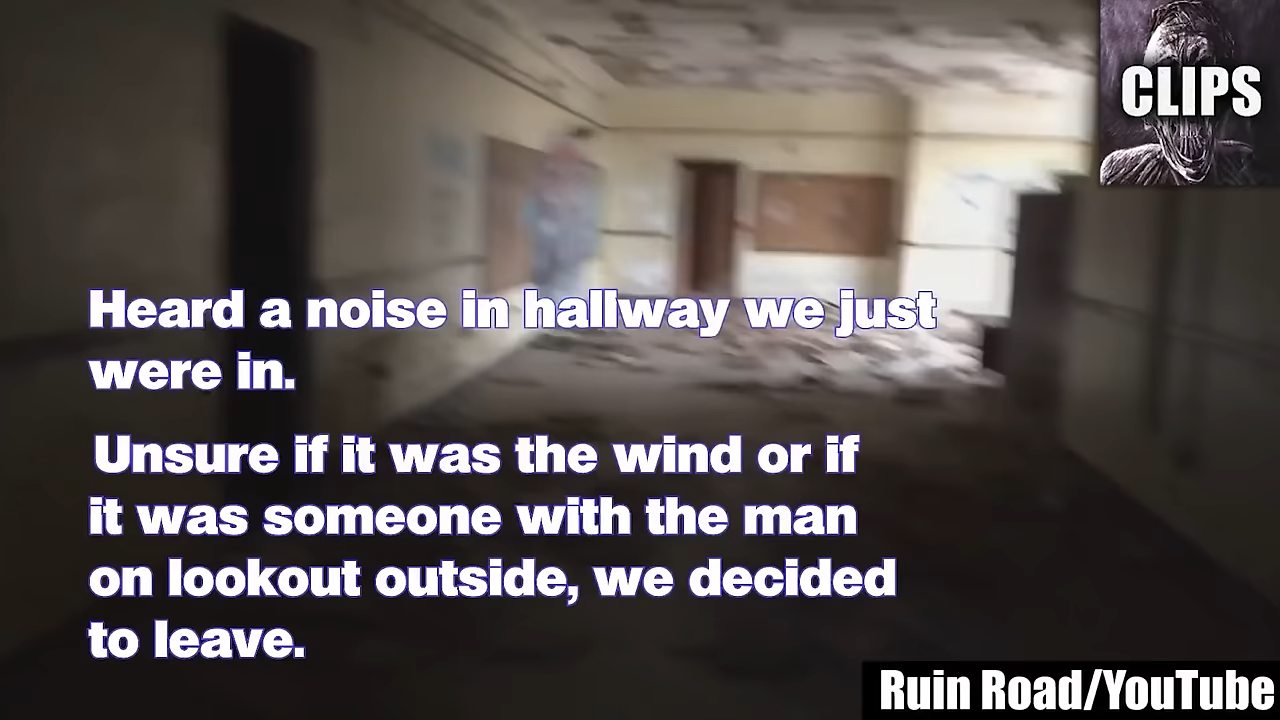 CLIPS
Heard a noise in hallway we just
were in.
Unsure if it was the wind or if
it was someone with the man
on lookout outside, we decided
to leave.
Ruin Road/YouTube